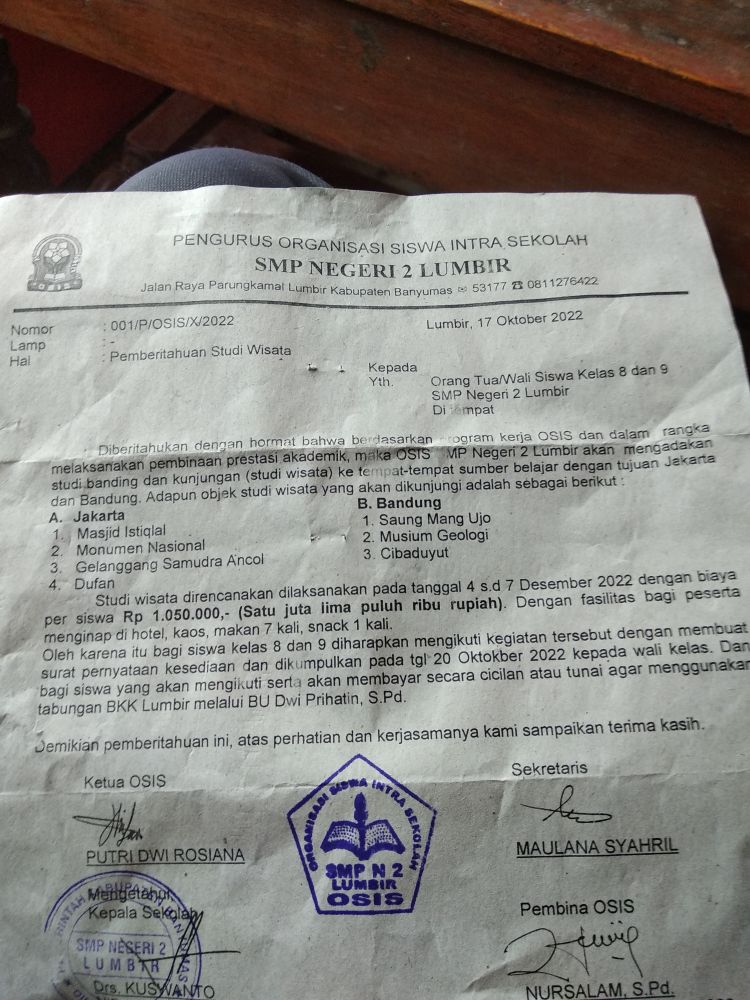 PENGURUS ORGANISASI SISWA INTRA SEKOLAH
SMP NEGERI 2 LUMBIR
Jalan Raya Parungkamal Lumbir Kabupaten Banyumas ✉ 53177 ☎ 0811276422
OSIS
Nomor : 001/P/OSIS/X/2022 Lumbir, 17 Oktober 2022
Lamp : -
Hal : Pemberitahuan Studi Wisata
Kepada
Yth. Orang Tua/Wali Siswa Kelas 8 dan 9
SMP Negeri 2 Lumbir
Di tempat
Diberitahukan dengan hormat bahwa berdasarkan program kerja OSIS dan dalam rangka
melaksanakan pembinaan prestasi akademik, maka OSIS MP Negeri 2 Lumbir akan mengadakan
studi banding dan kunjungan (studi wisata) ke tempat-tempat sumber belajar dengan tujuan Jakarta
dan Bandung. Adapun objek studi wisata yang akan dikunjungi adalah sebagai berikut :
A. Jakarta
1. Masjid Istiqlal
2. Monumen Nasional
3. Gelanggang Samudra Ancol
4. Dufan
B. Bandung
1. Saung Mang Ujo
2. Musium Geologi
3. Cibaduyut
Studi wisata direncanakan dilaksanakan pada tanggal 4 s.d 7 Desember 2022 dengan biaya
per siswa Rp 1.050.000,- (Satu juta lima puluh ribu rupiah). Dengan fasilitas bagi peserta
menginap di hotel, kaos, makan 7 kali, snack 1 kali.
Oleh karena itu bagi siswa kelas 8 dan 9 diharapkan mengikuti kegiatan tersebut dengan membuat
surat pernyataan kesediaan dan dikumpulkan pada tgl 20 Oktokber 2022 kepada wali kelas. Dan
bagi siswa yang akan mengikuti serta akan membayar secara cicilan atau tunai agar menggunakan
tabungan BKK Lumbir melalui BU Dwi Prihatin, S.Pd.
Demikian pemberitahuan ini, atas perhatian dan kerjasamanya kami sampaikan terima kasih.
Ketua OSIS
PUTRI DWI ROSIANA
Sekretaris
MAULANA SYAHRIL
ORGANISASI SISWA INTRA SEKOLAH
SMP N 2
LUMBIR
OSIS
Mengetahui
Kepala Sekolah
SMP NEGERI 2
LUMBIR
Drs. KUSWANTO
Pembina OSIS
NURSALAM, S.Pd.